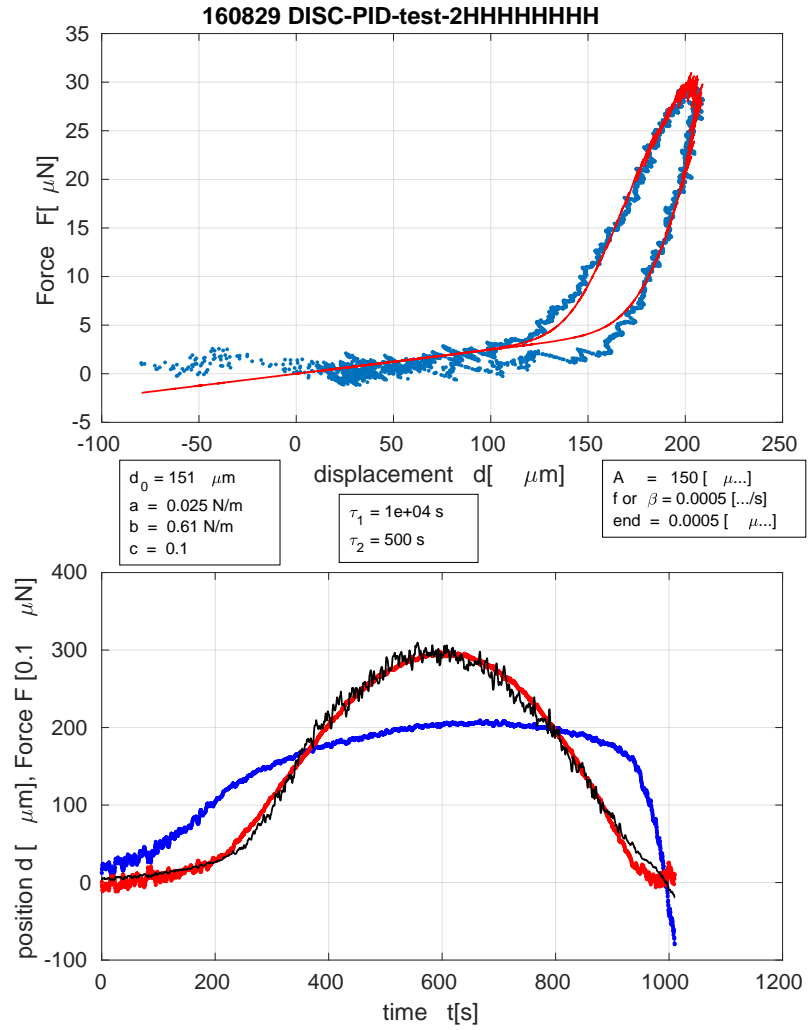 160829 DISC-PID-test-2HHHHHHHHH
35
30
25
20
15
10
5
0
-5
Force F[ μN]
-100 -50 0 50 100 150 200 250
displacement d[ μm]
d0 = 151 μm
a = 0.025 N/m
b = 0.61 N/m
c = 0.1
τ1 = 1e+04 s
τ2 = 500 s
A = 150 [ μ...]
f or β = 0.0005 [.../s]
end = 0.0005 [ μ...]
400
300
200
100
0
-100
position d [ μm], Force F [0.1 μN]
0 200 400 600 800 1000 1200
time t[s]